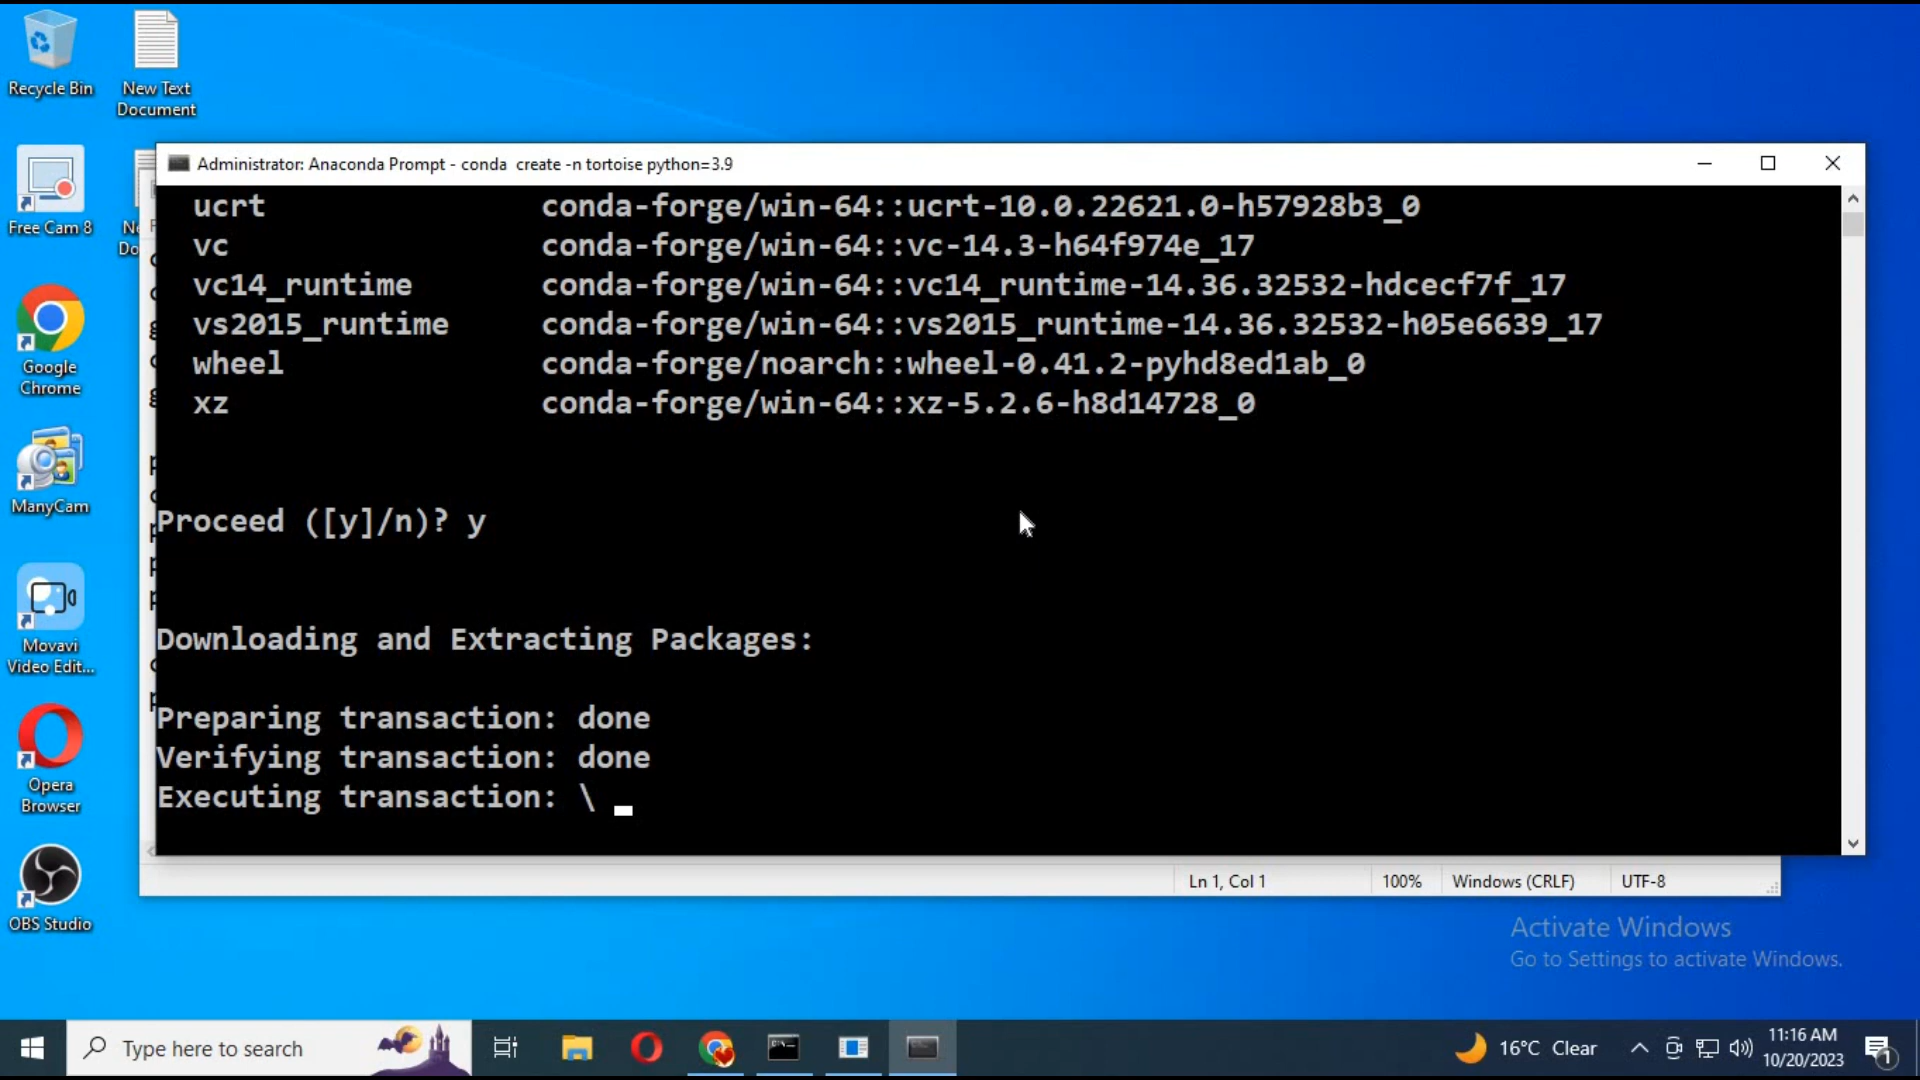 Recycle Bin
New Text
Document
Free Cam 8
Google
Chrome
ManyCam
Movavi
Video Edit...
Opera
Browser
OBS Studio
Administrator: Anaconda Prompt - conda  create -n tortoise python=3.9
ucrt conda-forge/win-64::ucrt-10.0.22621.0-h57928b3_0
vc conda-forge/win-64::vc-14.3-h64f974e_17
vc14_runtime conda-forge/win-64::vc14_runtime-14.36.32532-hdcecf7f_17
vs2015_runtime conda-forge/win-64::vs2015_runtime-14.36.32532-h05e6639_17
wheel conda-forge/noarch::wheel-0.41.2-pyhd8ed1ab_0
xz conda-forge/win-64::xz-5.2.6-h8d14728_0
Proceed ([y]/n)? y
Downloading and Extracting Packages:
Preparing transaction: done
Verifying transaction: done
Executing transaction: \
Ln 1, Col 1 100% Windows (CRLF) UTF-8
Activate Windows
Go to Settings to activate Windows.
Type here to search
16°C Clear
11:16 AM
10/20/2023
1